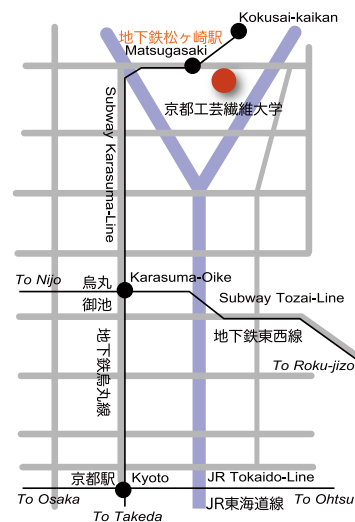 Kokusai-kaikan
地下鉄松ヶ崎駅
Matsugasaki
京都工芸繊維大学
Subway Karasuma-Line
To Nijo
烏丸
御池
Karasuma-Oike
Subway Tozai-Line
地下鉄東西線
To Roku-jizo
地下鉄烏丸線
京都駅
Kyoto
JR Tokaido-Line
To Osaka
To Takeda
JR東海道線
To Ohtsu